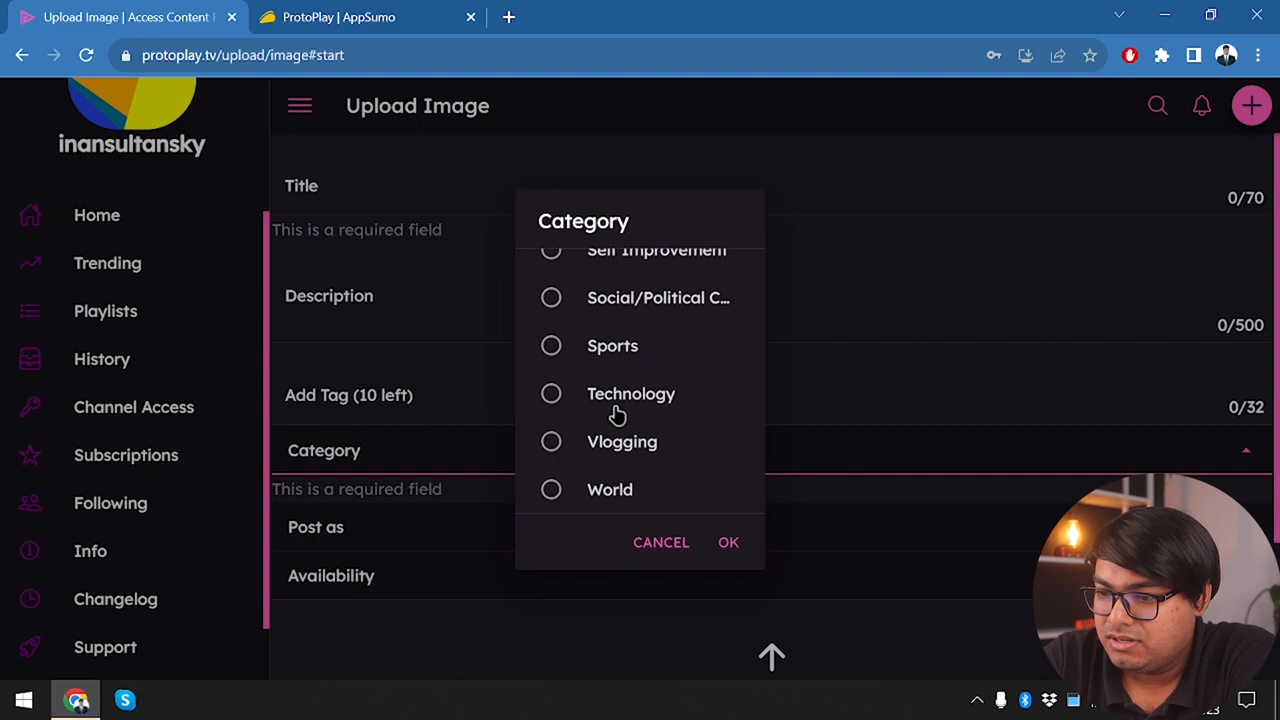 Upload Image | Access Content P
ProtoPlay | AppSumo
protoplay.tv/upload/image#start
inansultansky
Upload Image
Home
Trending
Playlists
History
Channel Access
Subscriptions
Following
Info
Changelog
Support
Title
0/70
This is a required field
Description
0/500
Add Tag (10 left)
0/32
Category
This is a required field
Post as
Availability
Category
Self Improvement
Social/Political C...
Sports
Technology
Vlogging
World
CANCEL
OK